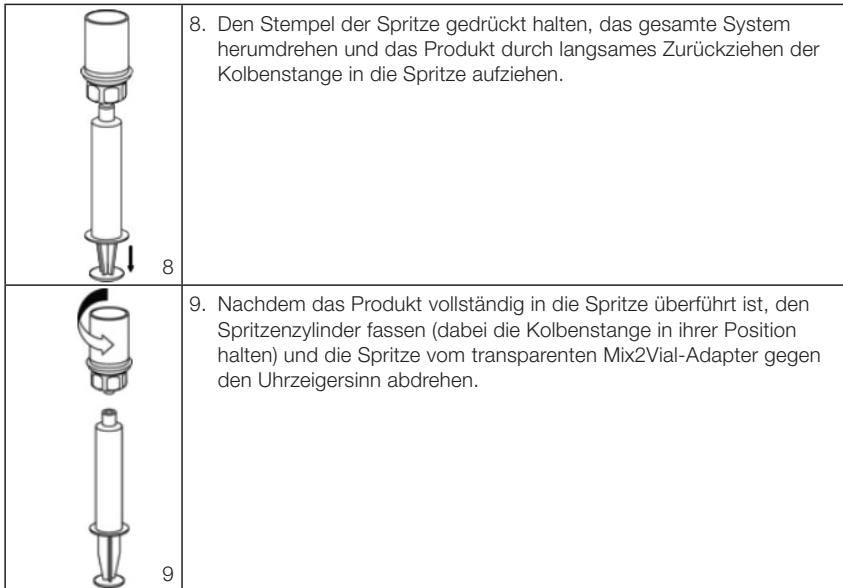 8. Den Stempel der Spritze gedrückt halten, das gesamte System
herumdrehen und das Produkt durch langsames Zurückziehen der
Kolbenstange in die Spritze aufziehen.
8
9. Nachdem das Produkt vollständig in die Spritze überführt ist, den
Spritzenzylinder fassen (dabei die Kolbenstange in ihrer Position
halten) und die Spritze vom transparenten Mix2Vial-Adapter gegen
den Uhrzeigersinn abdrehen.
9